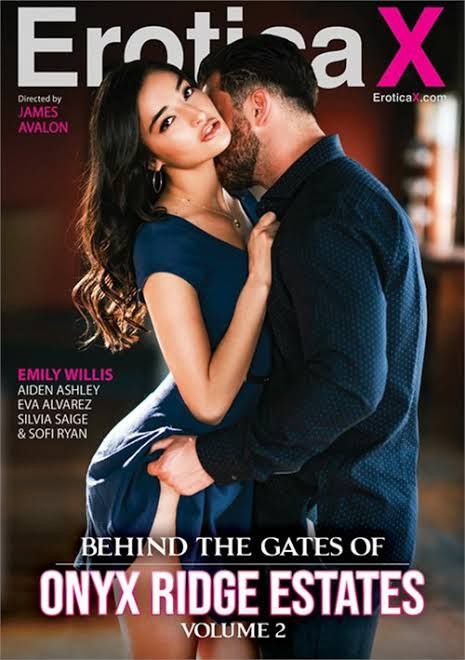 EroticaX
Directed by
JAMES
AVALON
EroticaX.com
EMILY WILLIS
AIDEN ASHLEY
EVA ALVAREZ
SILVIA SAIGE
& SOFI RYAN
BEHIND THE GATES OF
ONYX RIDGE ESTATES
VOLUME 2